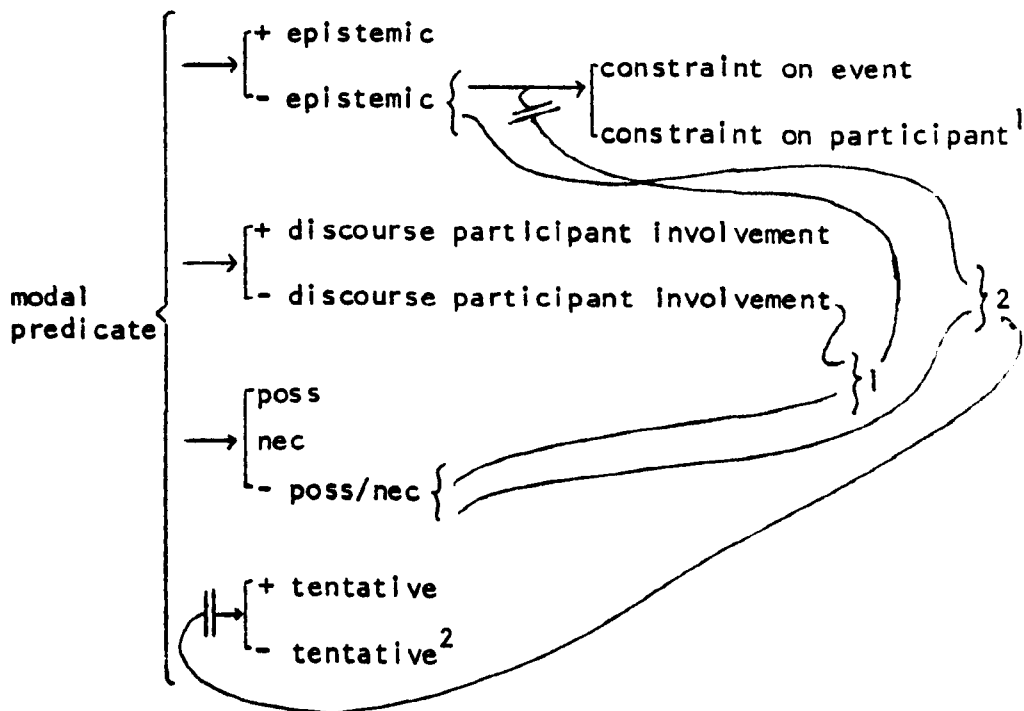 + epistemic
- epistemic
constraint on event
constraint on participant1
+ discourse participant involvement
- discourse participant involvement
modal
predicate
2
1
poss
nec
- poss/nec
+ tentative
- tentative2